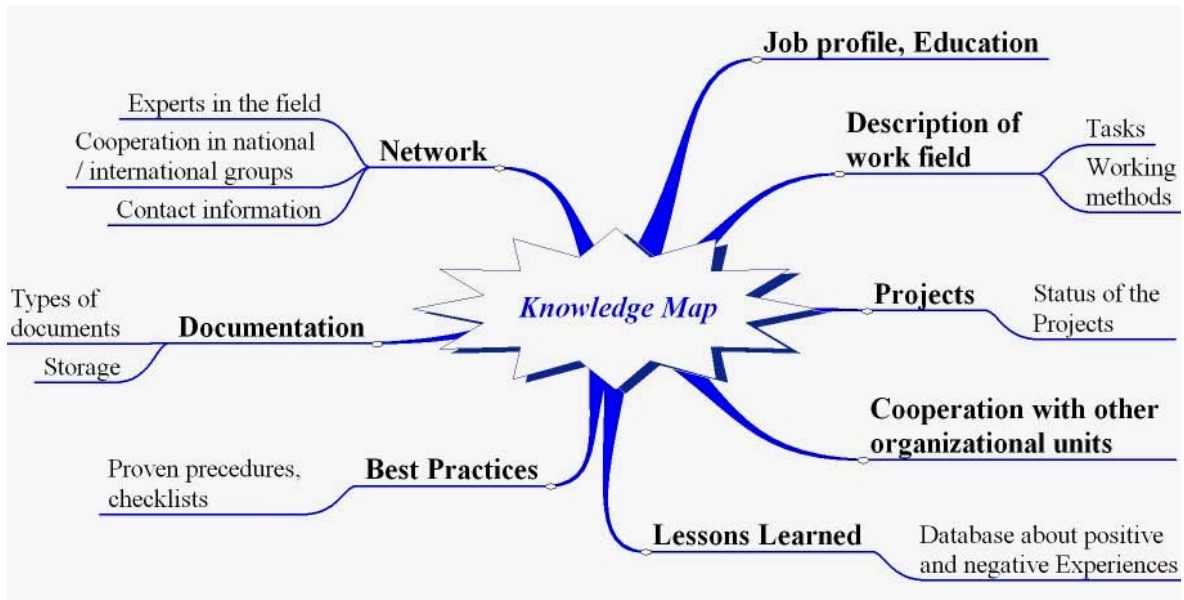 Job profile, Education
Experts in the field
Cooperation in national
/ international groups
Contact information
Network
Description of
work field
Tasks
Working
methods
Knowledge Map
Types of
documents
Storage
Documentation
Projects
Status of the
Projects
Cooperation with other
organizational units
Proven precedures,
checklists
Best Practices
Lessons Learned
Database about positive
and negative Experiences